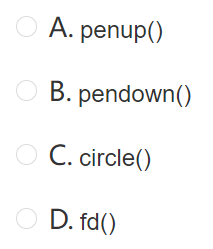 A. penup()
B. pendown()
C. circle()
D. fd()